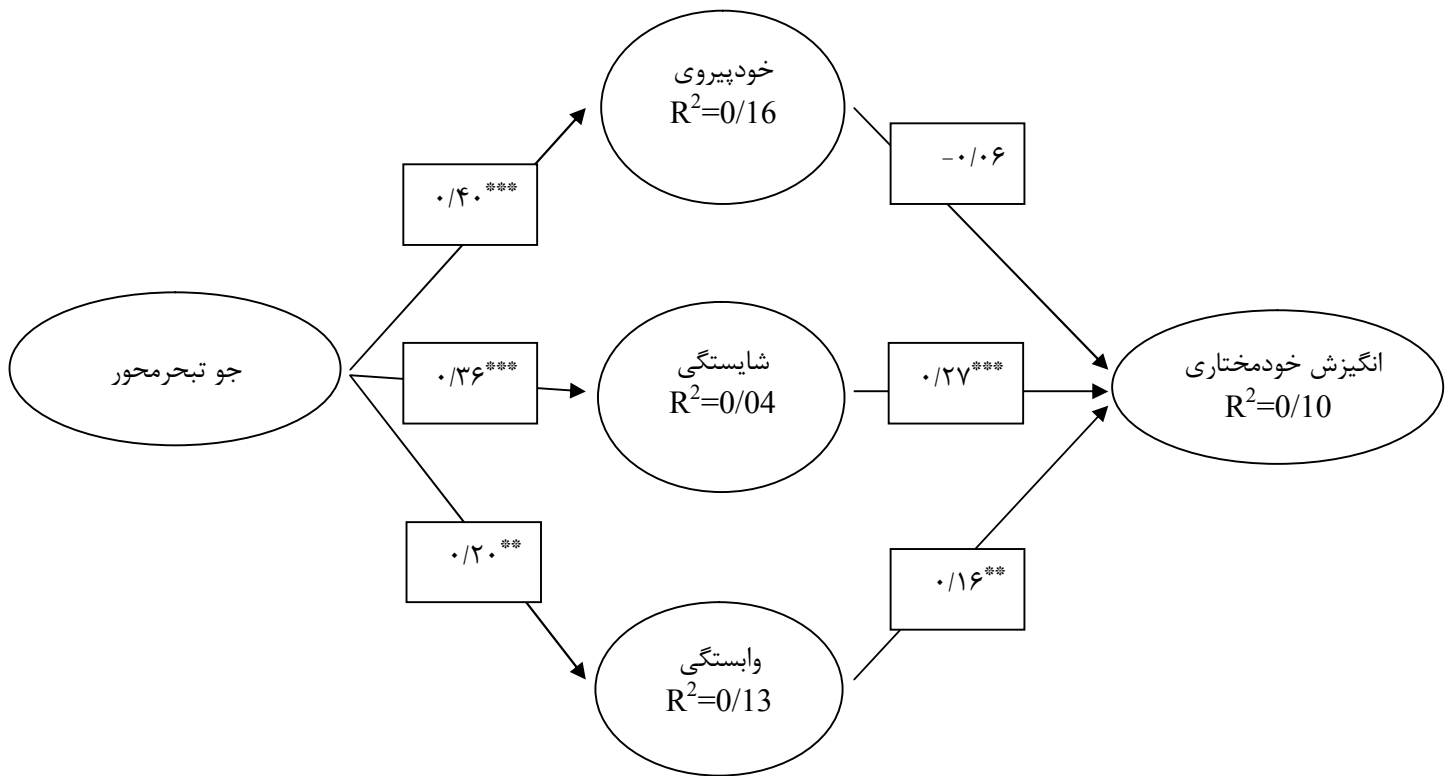 خودپیروی
R²=0/16
-۰/۰۶
۰/۴۰***
جو تبحرمحور
۰/۳۶***
شایستگی
R²=0/04
۰/۲۷***
انگیزش خودمختاری
R²=0/10
۰/۲۰**
۰/۱۶**
وابستگی
R²=0/13